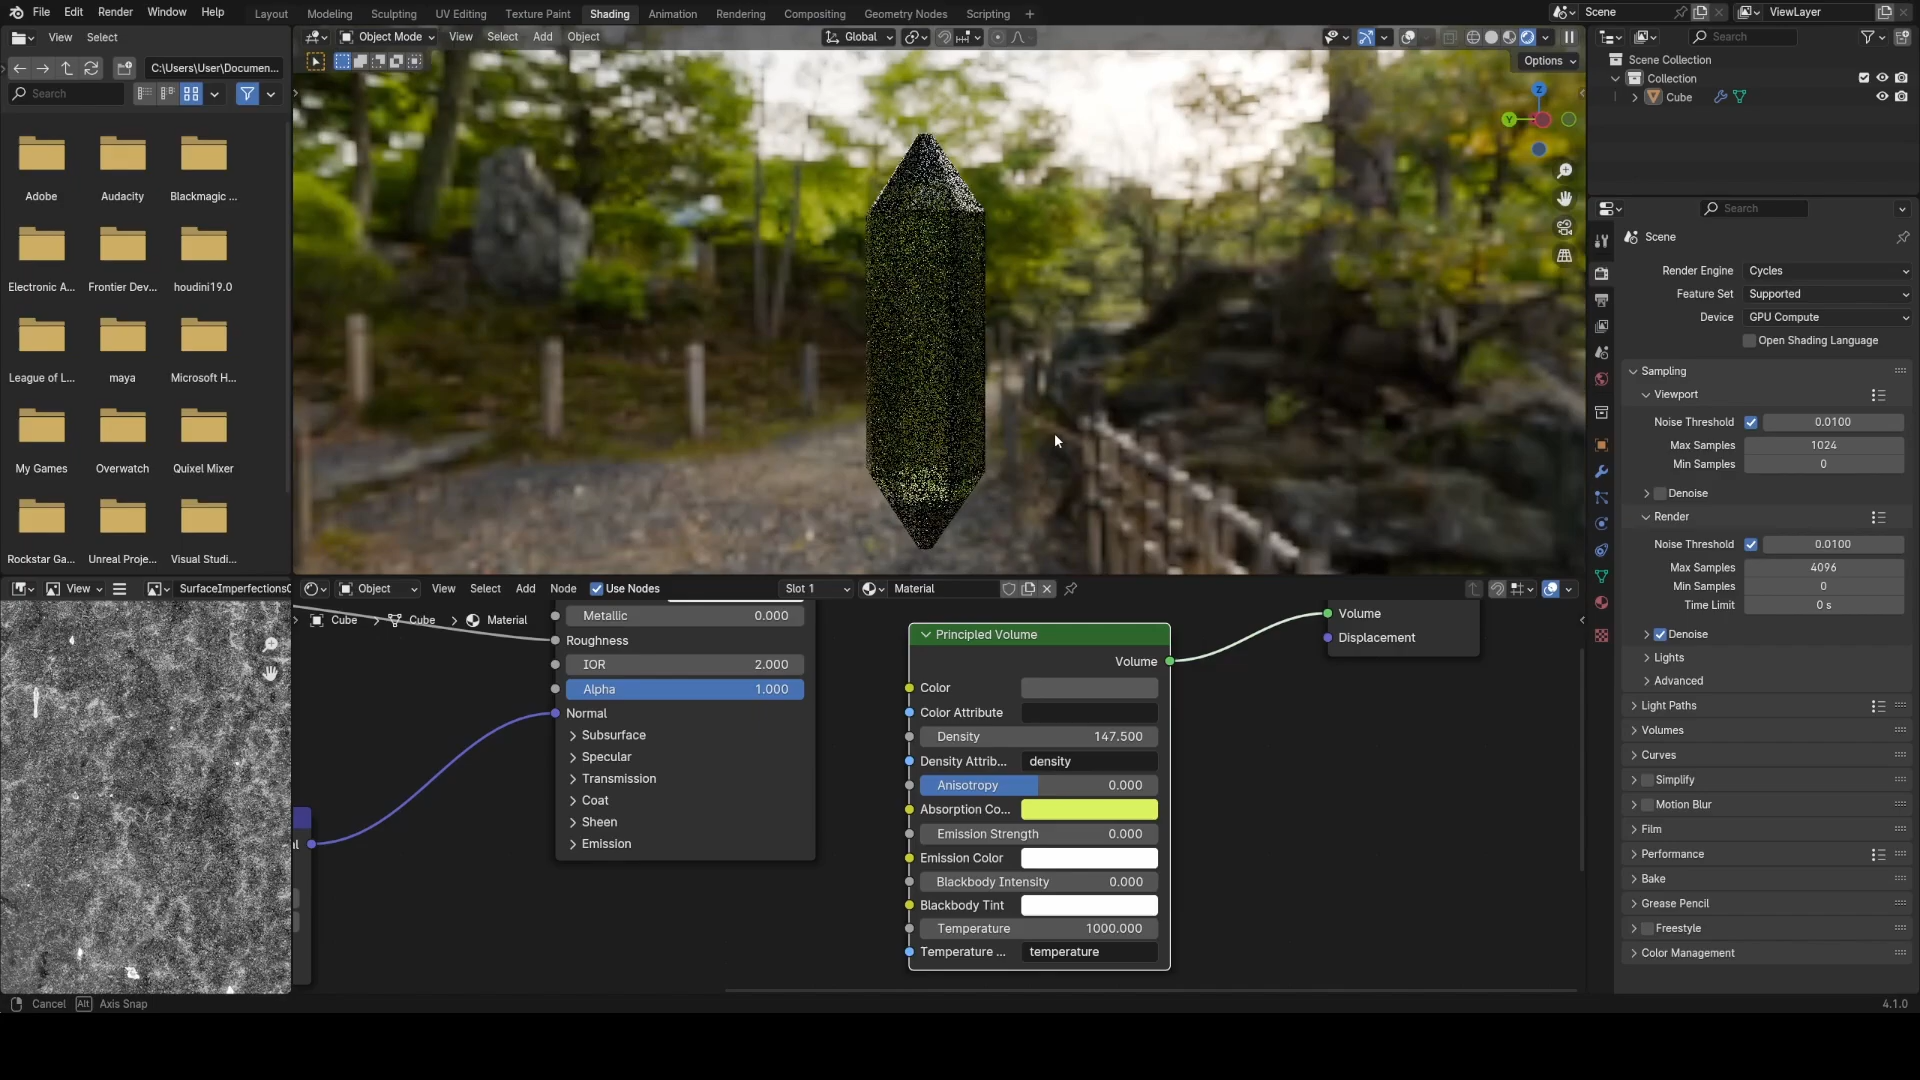 File Edit Render Window Help Layout Modeling Sculpting UV Editing Texture Paint Shading Animation Rendering Compositing Geometry Nodes Scripting + Scene ViewLayer
View Select
Object Mode View Select Add Object Global
Search
C:\Users\User\Documen...
Options
Search
Adobe Audacity Blackmagic ...
Electronic A... Frontier Dev... houdini19.0
League of L... maya Microsoft H...
My Games Overwatch Quixel Mixer
Rockstar Ga... Unreal Proje... Visual Studi...
Z
Y
Scene Collection
Collection
Cube
Search
Scene
Render Engine Cycles
Feature Set Supported
Device GPU Compute
Open Shading Language
Sampling
Viewport
Noise Threshold 0.0100
Max Samples 1024
Min Samples 0
Denoise
Render
Noise Threshold 0.0100
Max Samples 4096
Min Samples 0
Time Limit 0 s
Denoise
Lights
Advanced
Light Paths
Volumes
Curves
Simplify
Motion Blur
Film
Performance
Bake
Grease Pencil
Freestyle
Color Management
View SurfaceImperfections
Object View Select Add Node Use Nodes Slot 1 Material
Cube > Cube > Material
Metallic 0.000
Roughness
IOR 2.000
Alpha 1.000
Normal
Subsurface
Specular
Transmission
Coat
Sheen
Emission
Principled Volume
Volume
Color
Color Attribute
Density 147.500
Density Attrib... density
Anisotropy 0.000
Absorption Co...
Emission Strength 0.000
Emission Color
Blackbody Intensity 0.000
Blackbody Tint
Temperature 1000.000
Temperature ... temperature
Volume
Displacement
Cancel Alt Axis Snap
4.1.0